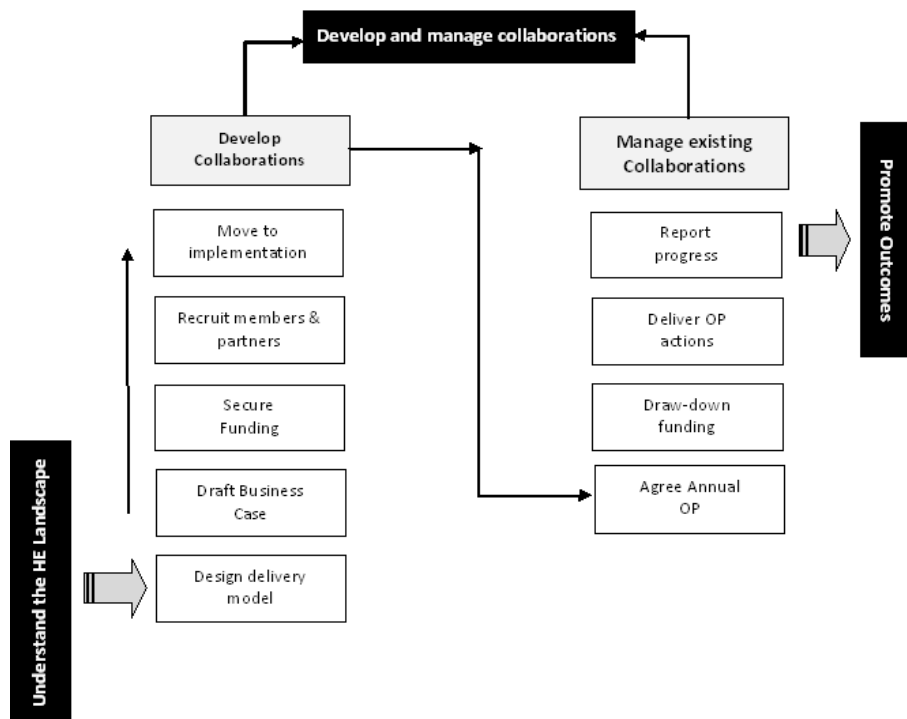 Develop and manage collaborations
Develop
Collaborations
Manage existing
Collaborations
Move to
implementation
Recruit members &
partners
Secure
Funding
Draft Business
Case
Design delivery
model
Report
progress
Deliver OP
actions
Draw-down
funding
Agree Annual
OP
Understand the HE Landscape
Promote Outcomes